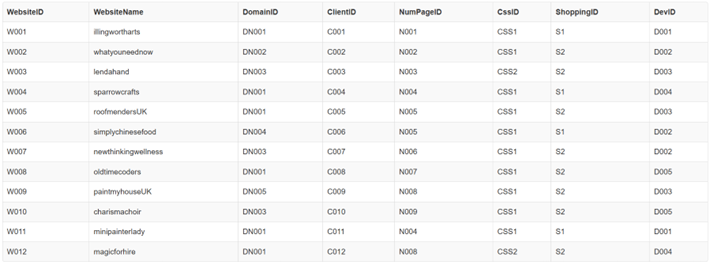 WebsiteID WebsiteName DomainID ClientID NumPageID CssID ShoppingID DevID
W001 illingwortharts DN001 C001 N001 CSS1 S1 D001
W002 whatyouneednow DN002 C002 N002 CSS1 S2 D002
W003 lendahand DN003 C003 N003 CSS2 S2 D003
W004 sparrowcrafts DN001 C004 N004 CSS1 S1 D004
W005 roofmendersUK DN001 C005 N005 CSS1 S2 D003
W006 simplychinesefood DN004 C006 N005 CSS1 S1 D002
W007 newthinkingwellness DN003 C007 N006 CSS1 S2 D002
W008 oldtimecoders DN001 C008 N007 CSS1 S2 D005
W009 paintmyhouseUK DN005 C009 N008 CSS1 S2 D003
W010 charismachoir DN003 C010 N009 CSS1 S2 D005
W011 minipainterlady DN001 C011 N004 CSS1 S1 D001
W012 magicforhire DN001 C012 N008 CSS2 S2 D004